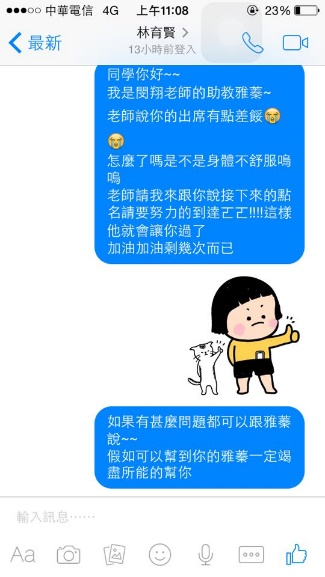 中華電信 4G 上午11:08 23%
最新
林育賢
13小時前登入
同學你好~~
我是閔翔老師的助教雅蓁~
老師說你的出席有點差餒😭
😭
怎麼了嗎是不是身體不舒服嗚
嗚
老師請我來跟你說接下來的點
名請要努力的到達ㄛㄛ!!!!這樣
他就會讓你過了
加油加油剩幾次而已
如果有甚麼問題都可以跟雅蓁
說~~
假如可以幫到你的雅蓁一定竭
盡所能的幫你
輸入訊息⋯⋯
Aa